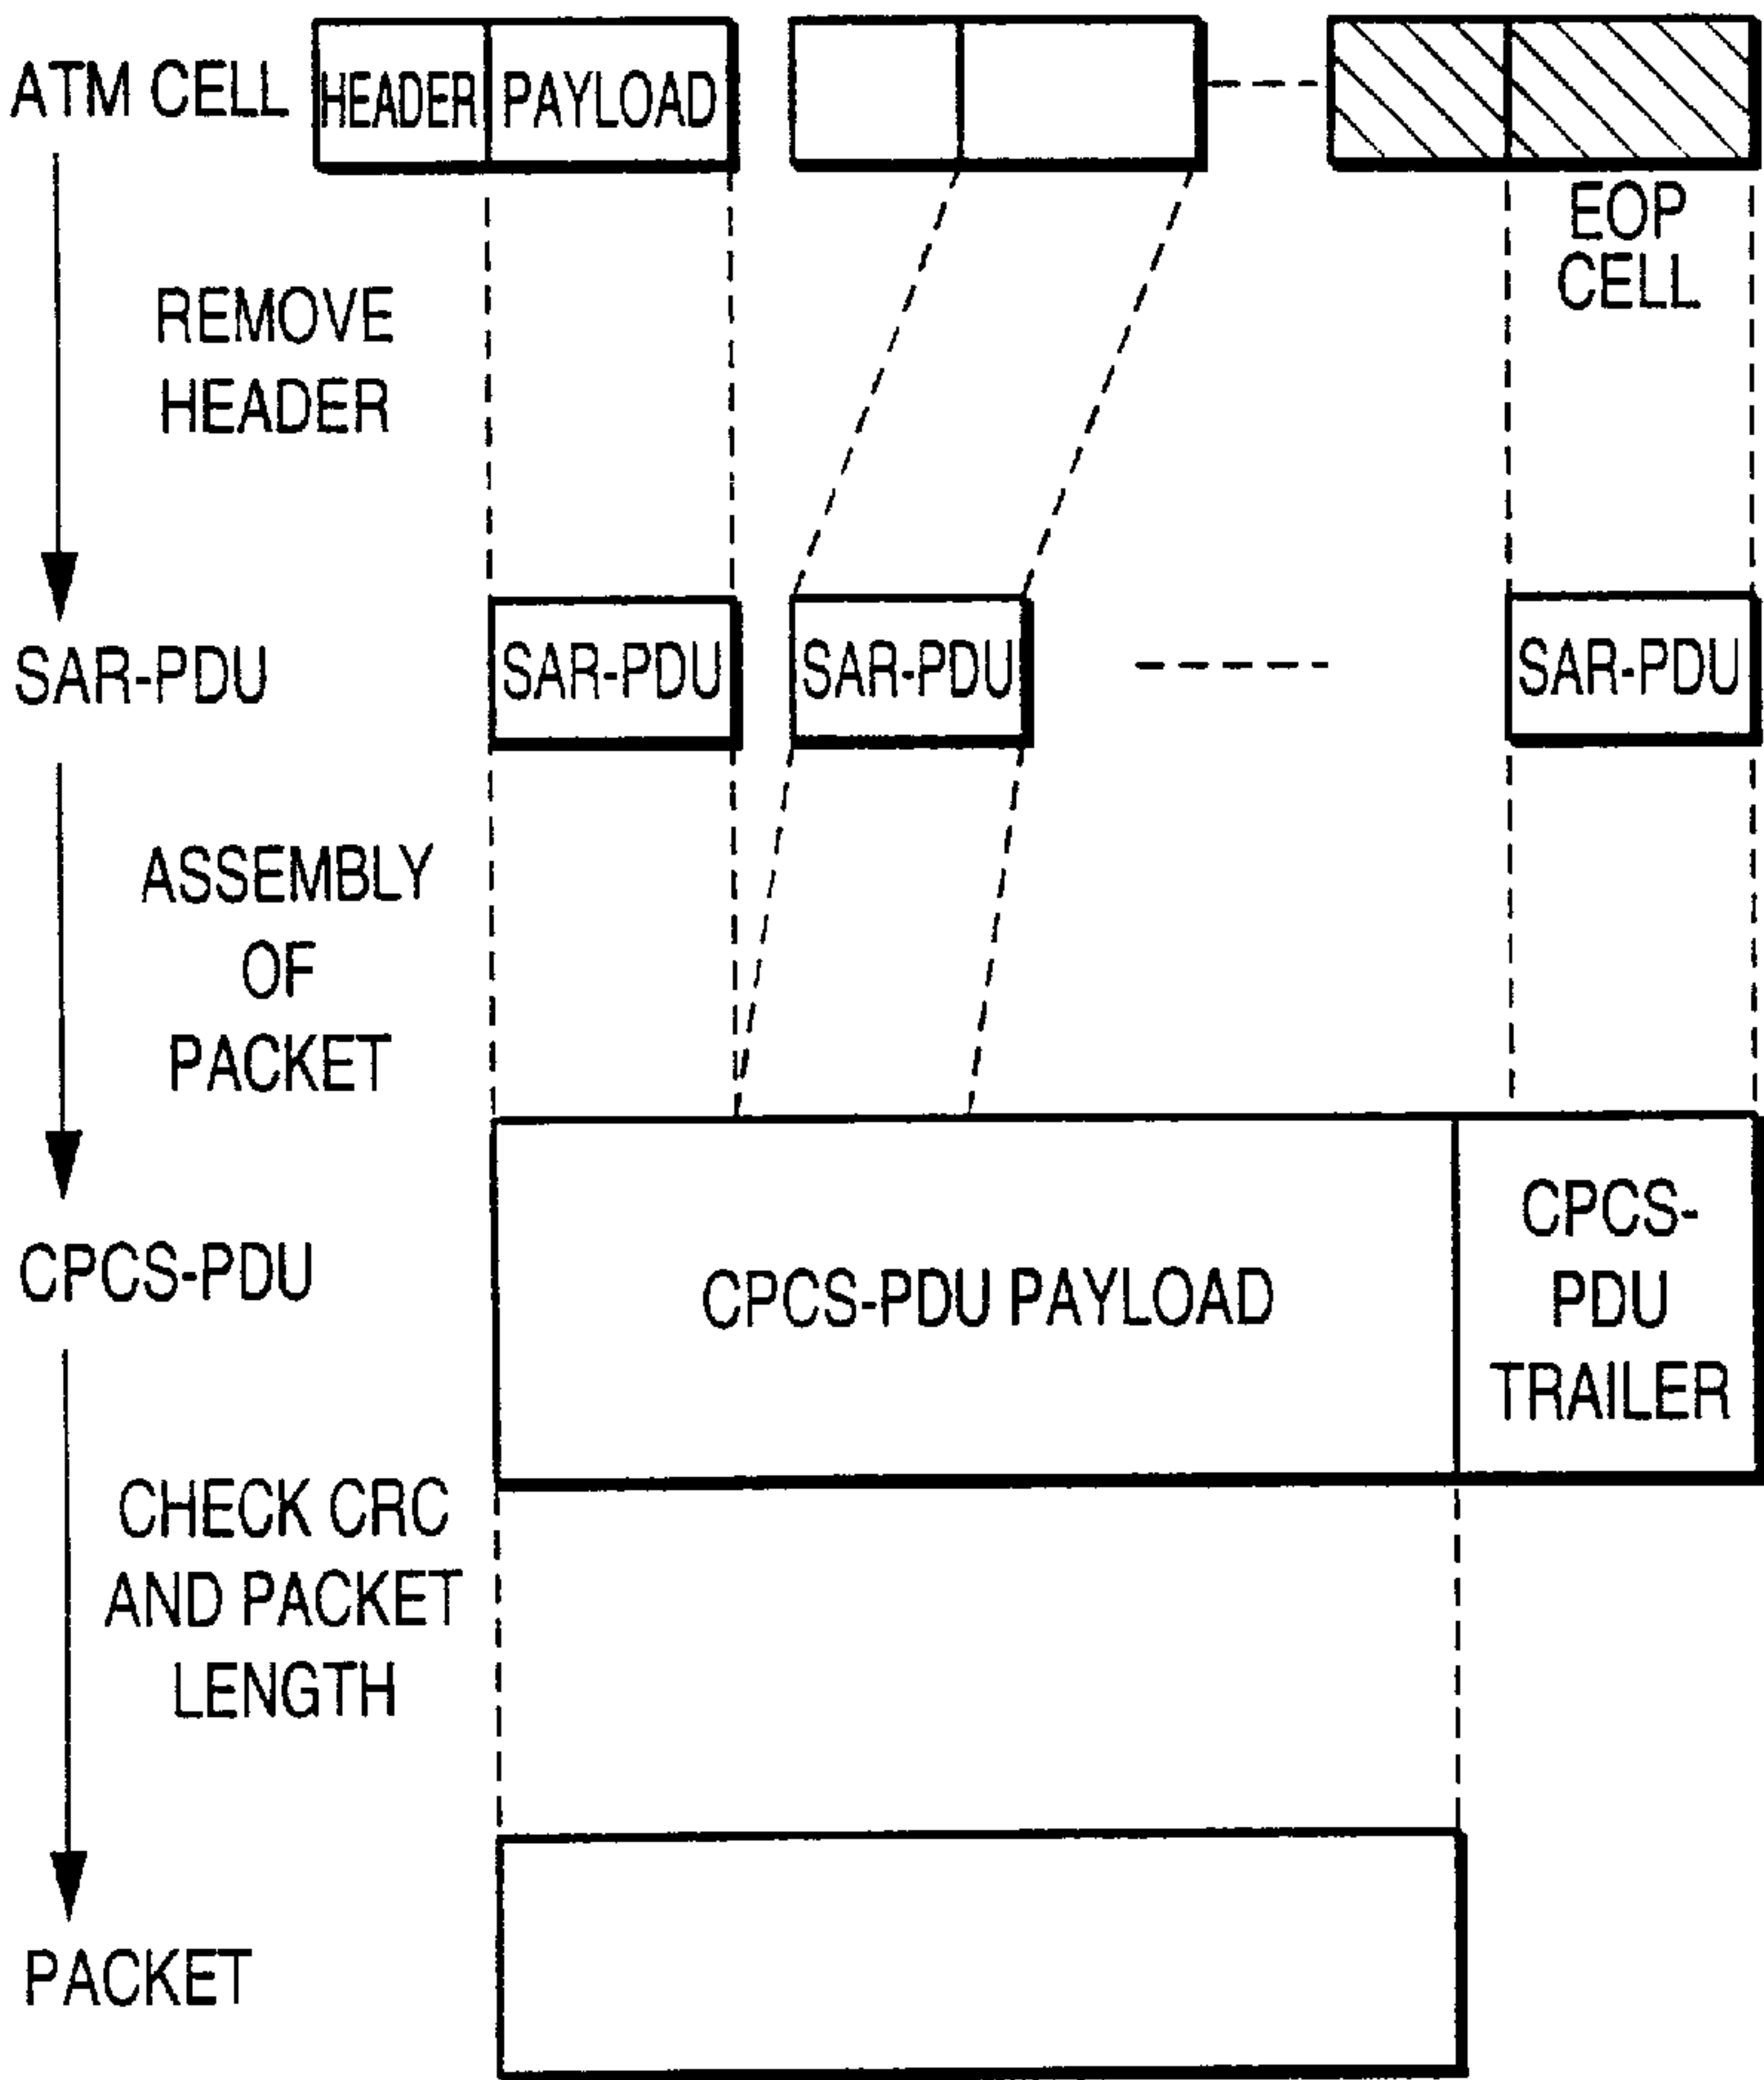 ATM CELL
HEADER PAYLOAD
EOP
CELL
REMOVE
HEADER
SAR-PDU
SAR-PDU
SAR-PDU
SAR-PDU
ASSEMBLY
OF
PACKET
CPCS-PDU
CPCS-PDU PAYLOAD
CPCS-
PDU
TRAILER
CHECK CRC
AND PACKET
LENGTH
PACKET